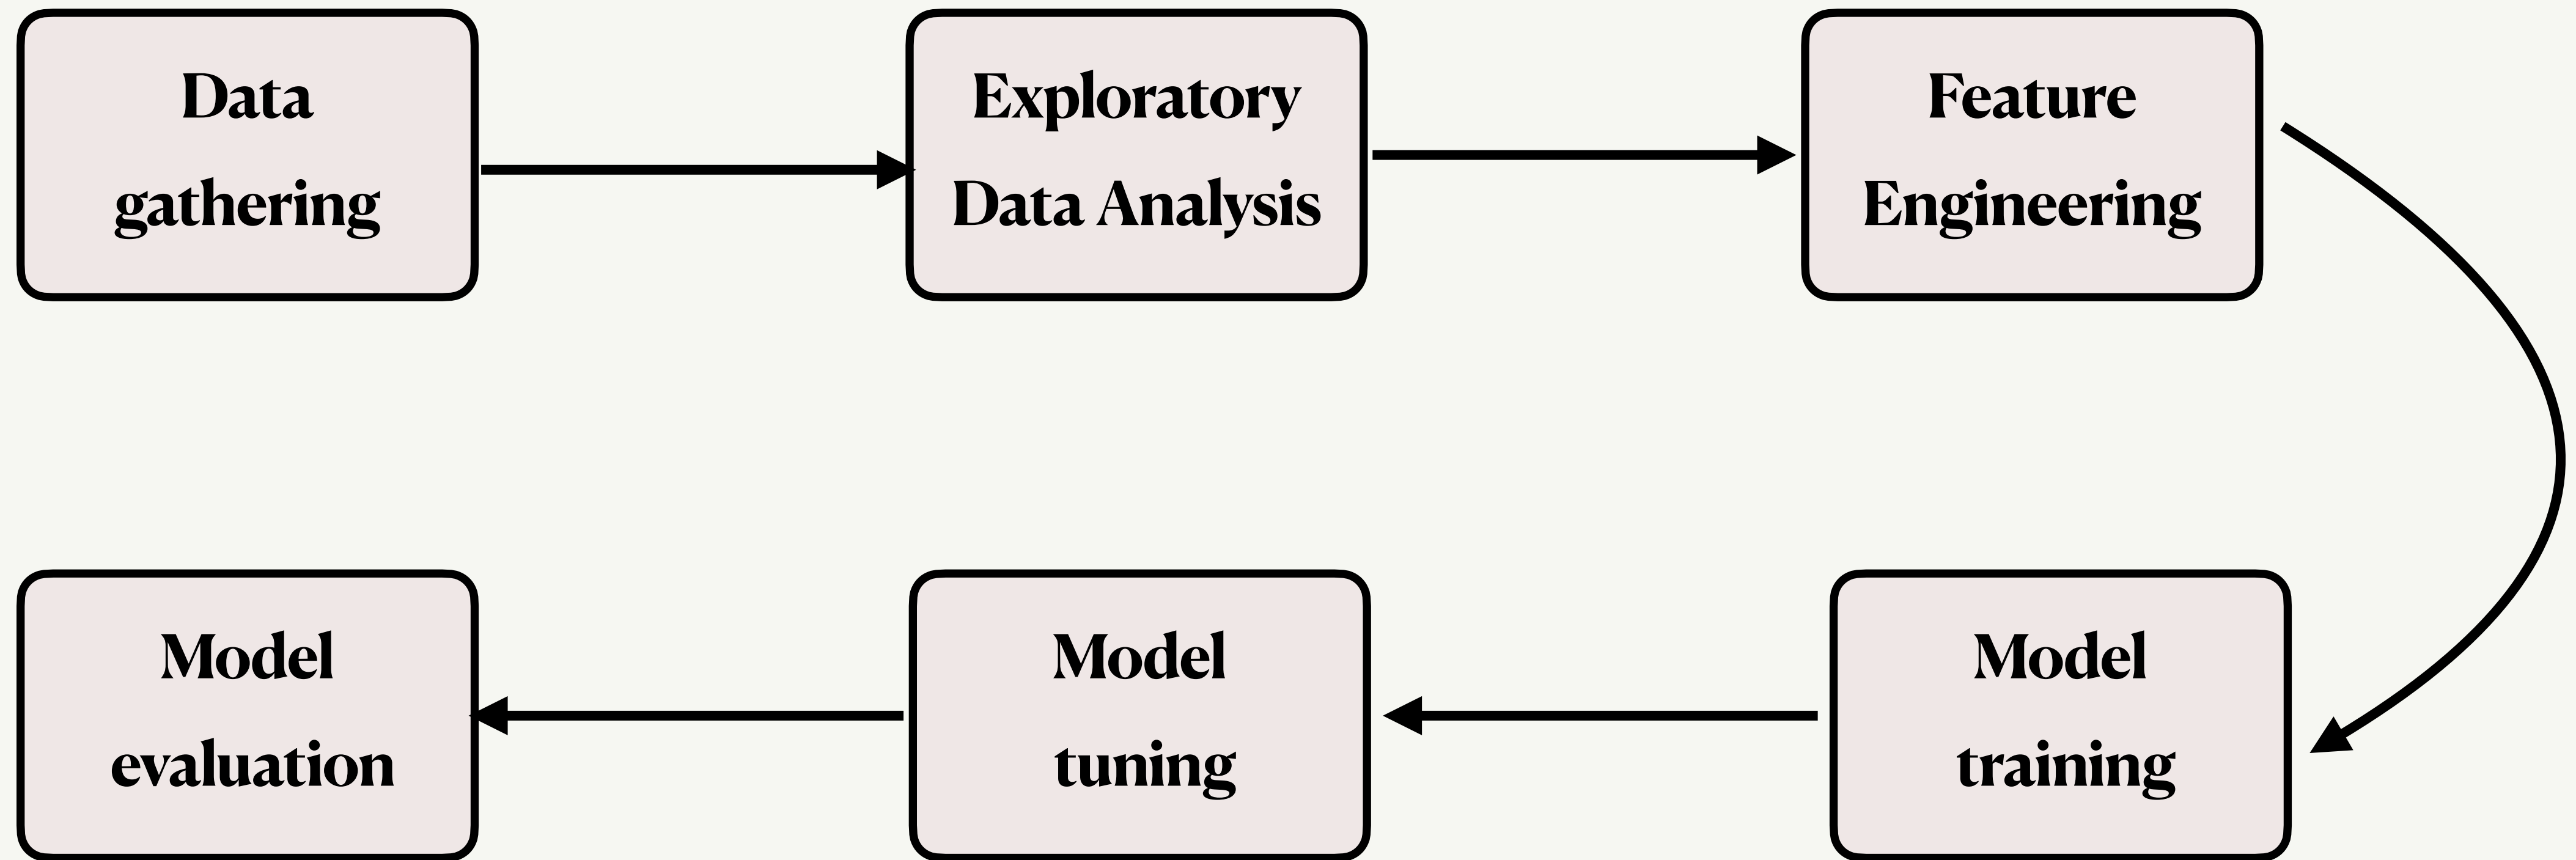 Data
gathering
Exploratory
Data Analysis
Feature
Engineering
Model
training
Model
tuning
Model
evaluation